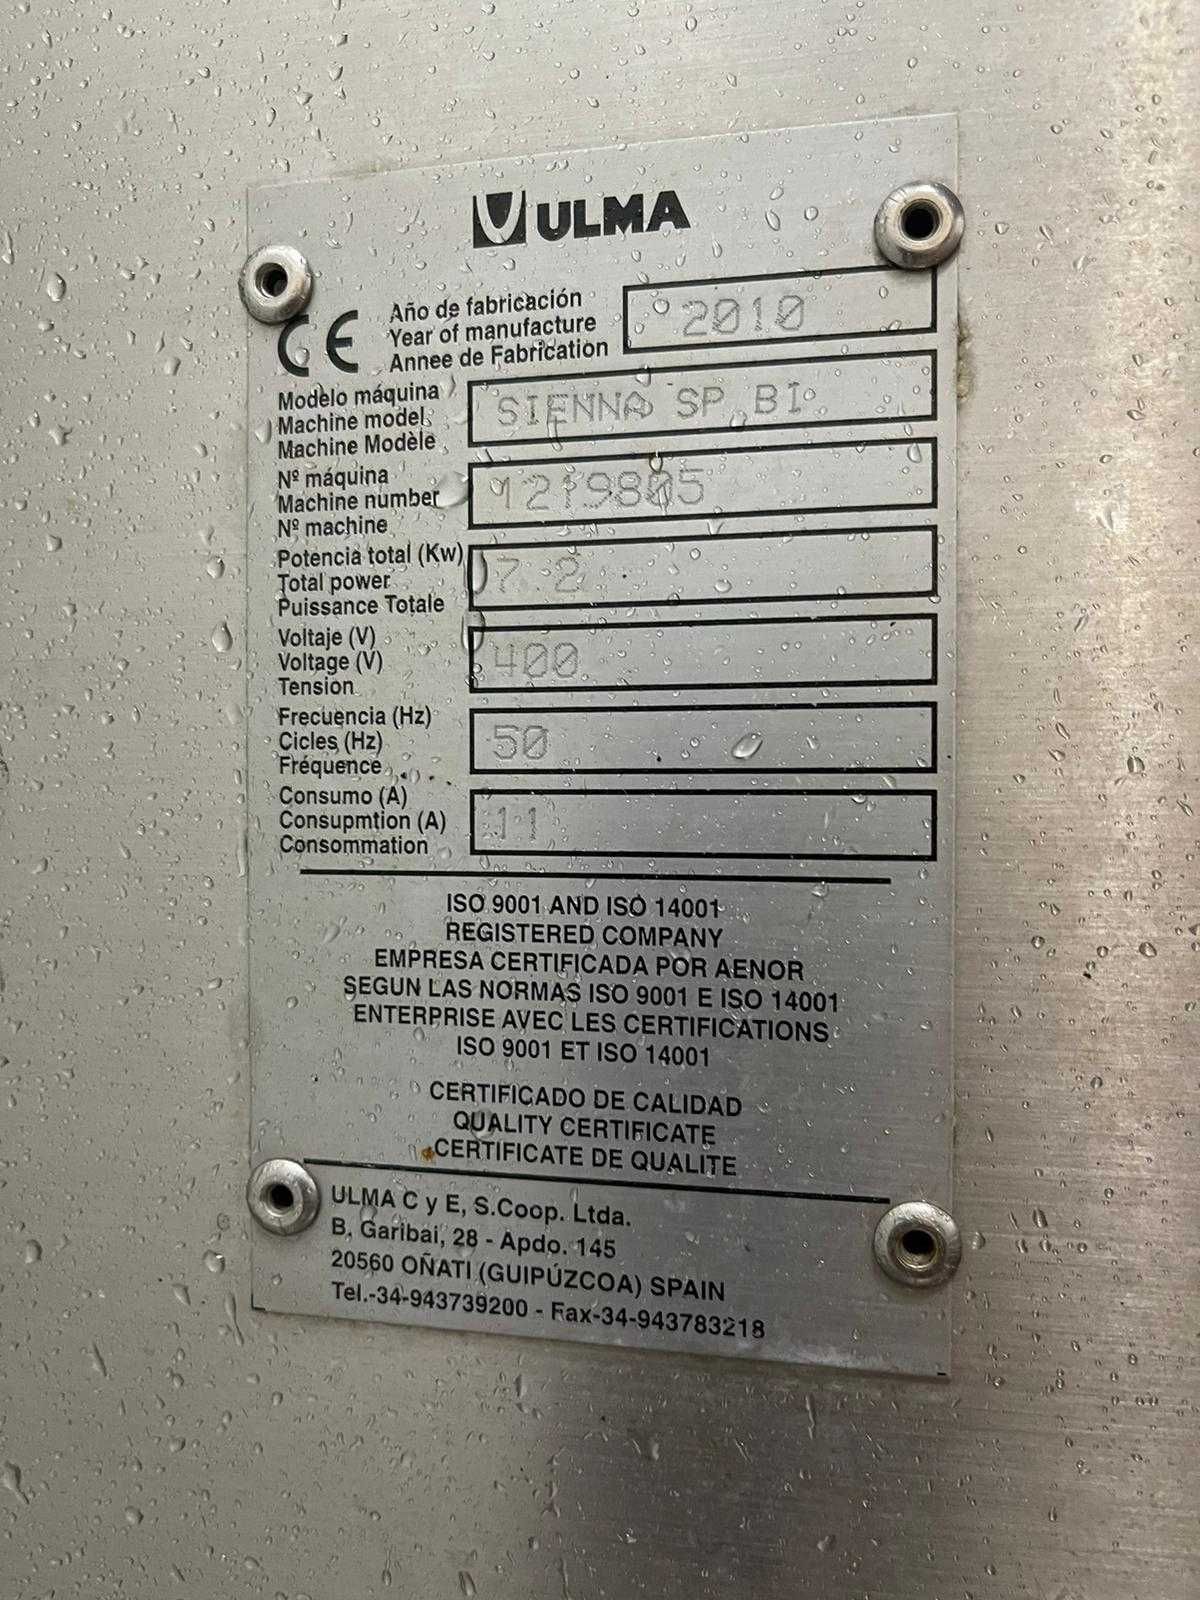 ULMA
CE
Año de fabricación
Year of manufacture
Annee de Fabrication
2010
Modelo máquina
Machine model
Machine Modèle
SIENNA SP BI
Nº máquina
Machine number
Nº machine
1219805
Potencia total (Kw)
Total power
Puissance Totale
7.2
Voltaje (V)
Voltage (V)
Tension
400
Frecuencia (Hz)
Cicles (Hz)
Fréquence
50
Consumo (A)
Consupmtion (A)
Consommation
11
ISO 9001 AND ISO 14001
REGISTERED COMPANY
EMPRESA CERTIFICADA POR AENOR
SEGUN LAS NORMAS ISO 9001 E ISO 14001
ENTERPRISE AVEC LES CERTIFICATIONS
ISO 9001 ET ISO 14001
CERTIFICADO DE CALIDAD
QUALITY CERTIFICATE
CERTIFICATE DE QUALITE
ULMA C y E, S.Coop. Ltda.
B. Garibai, 28 - Apdo. 145
20560 OÑATI (GUIPÚZCOA) SPAIN
Tel.-34-943739200 - Fax-34-943783218